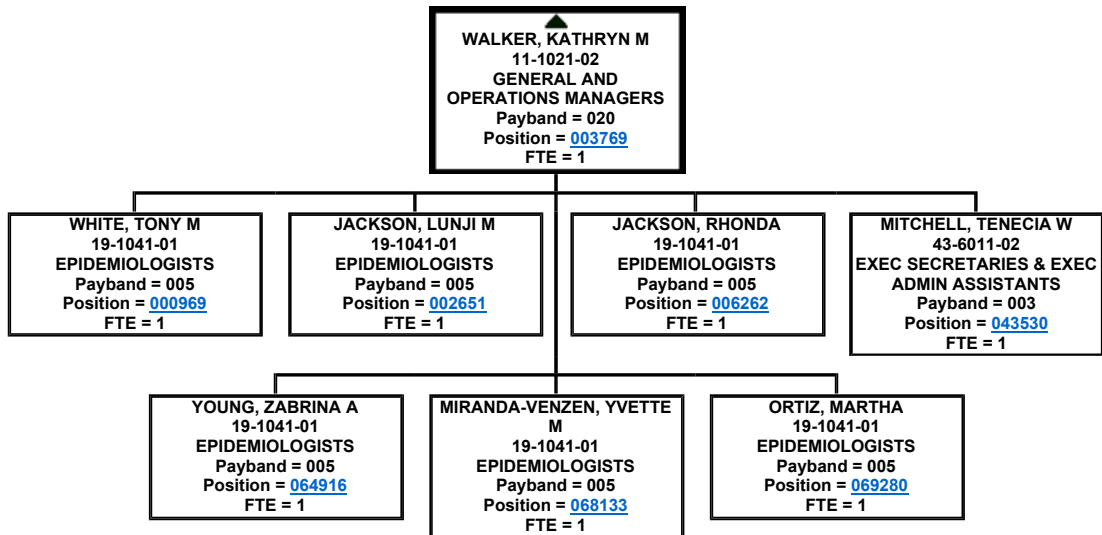 WALKER, KATHRYN M
11-1021-02
GENERAL AND
OPERATIONS MANAGERS
Payband = 020
Position = 003769
FTE = 1
WHITE, TONY M
19-1041-01
EPIDEMIOLOGISTS
Payband = 005
Position = 000969
FTE = 1
JACKSON, LUNJI M
19-1041-01
EPIDEMIOLOGISTS
Payband = 005
Position = 002651
FTE = 1
JACKSON, RHONDA
19-1041-01
EPIDEMIOLOGISTS
Payband = 005
Position = 006262
FTE = 1
MITCHELL, TENECIA W
43-6011-02
EXEC SECRETARIES & EXEC
ADMIN ASSISTANTS
Payband = 003
Position = 043530
FTE = 1
YOUNG, ZABRINA A
19-1041-01
EPIDEMIOLOGISTS
Payband = 005
Position = 064916
FTE = 1
MIRANDA-VENZEN, YVETTE
M
19-1041-01
EPIDEMIOLOGISTS
Payband = 005
Position = 068133
FTE = 1
ORTIZ, MARTHA
19-1041-01
EPIDEMIOLOGISTS
Payband = 005
Position = 069280
FTE = 1